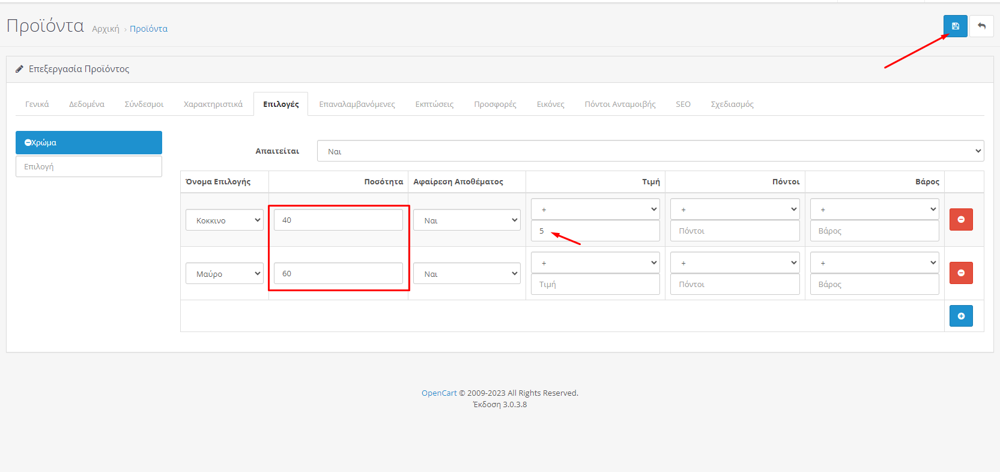 Προϊόντα Αρχική › Προϊόντα
Επεξεργασία Προϊόντος
Γενικά Δεδομένα Σύνδεσμοι Χαρακτηριστικά Επιλογές Επαναλαμβανόμενες Εκπτώσεις Προσφορές Εικόνες Πόντοι Ανταμοιβής SEO Σχεδιασμός
Χρώμα
Επιλογή
Απαιτείται Ναι
Όνομα Επιλογής Ποσότητα Αφαίρεση Αποθέματος Τιμή Πόντοι Βάρος
+ + +
Κοκκινο 40 Ναι
5 Πόντοι Βάρος
+ + +
Μαύρο 60 Ναι
Τιμή Πόντοι Βάρος
OpenCart © 2009-2023 All Rights Reserved.
Έκδοση 3.0.3.8